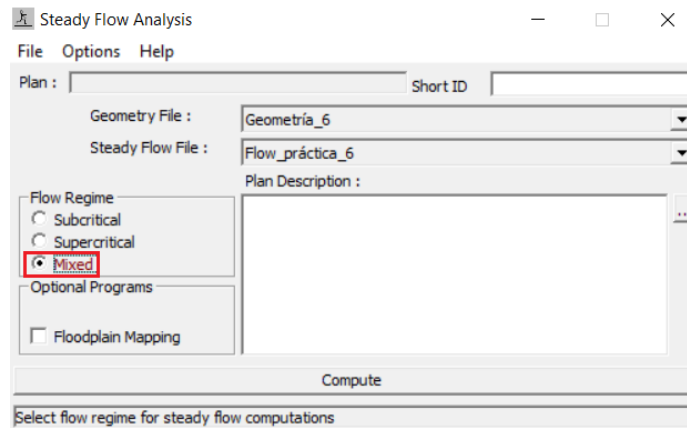 Steady Flow Analysis
File Options Help
Plan : Short ID
Geometry File : Geometría_6
Steady Flow File : Flow_práctica_6
Plan Description :
Flow Regime
Subcritical
Supercritical
Mixed
Optional Programs
Floodplain Mapping
...
Compute
Select flow regime for steady flow computations